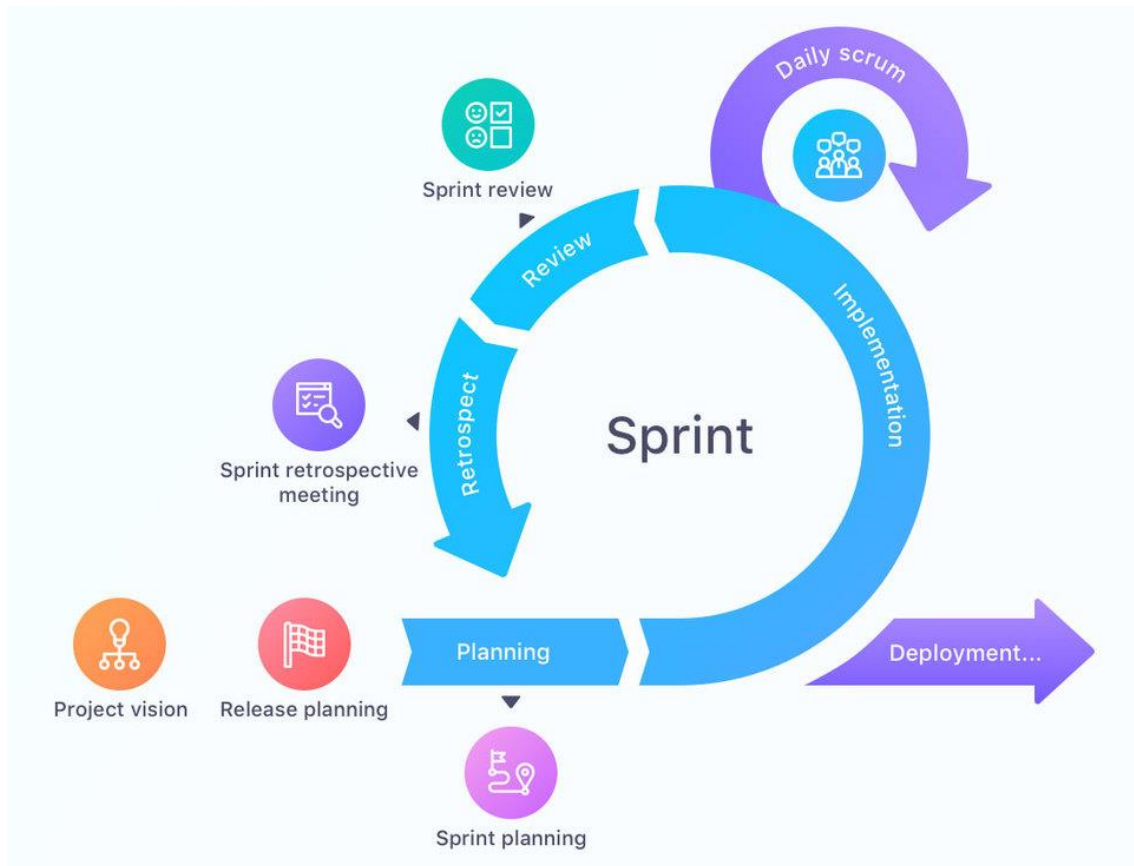 Daily scrum
Sprint review
Review
Implementation
Retrospect
Sprint
Sprint retrospective
meeting
Planning
Deployment...
Project vision
Release planning
Sprint planning